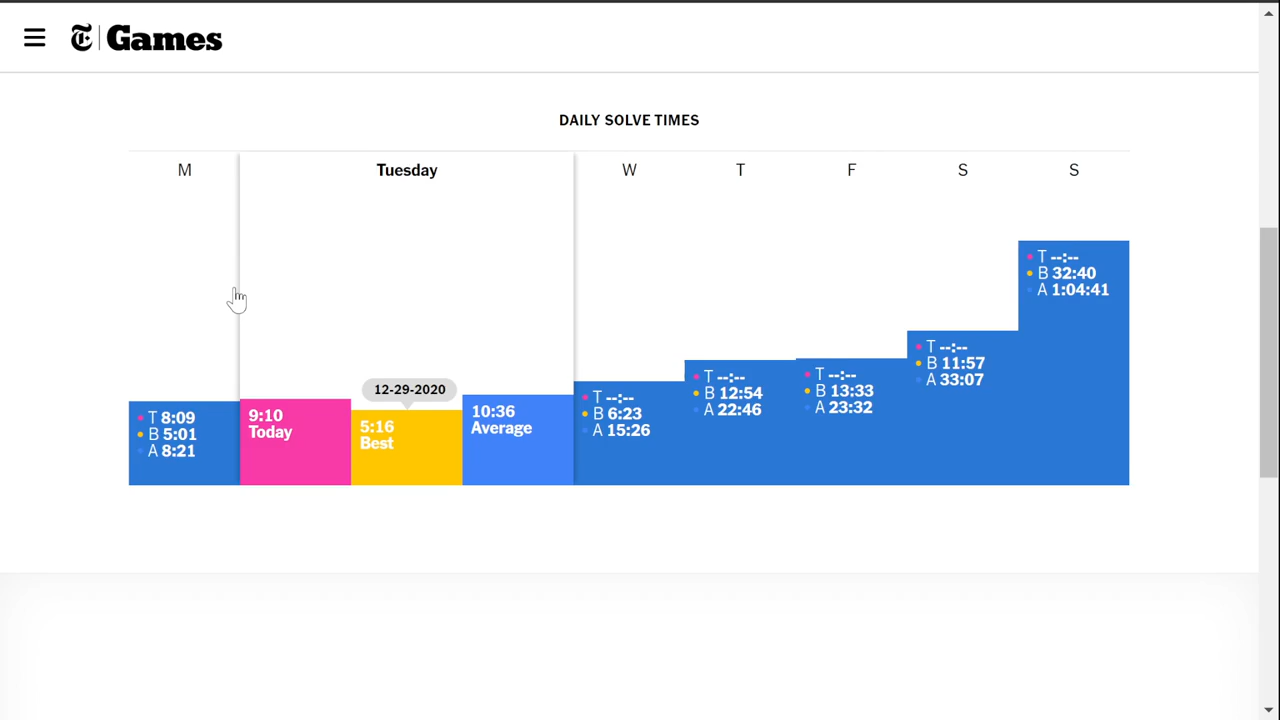 T Games
DAILY SOLVE TIMES
M
Tuesday
W
T
F
S
S
T 8:09
B 5:01
A 8:21
9:10
Today
12-29-2020
5:16
Best
10:36
Average
T --:--
B 6:23
A 15:26
T --:--
B 12:54
A 22:46
T --:--
B 13:33
A 23:32
T --:--
B 11:57
A 33:07
T --:--
B 32:40
A 1:04:41